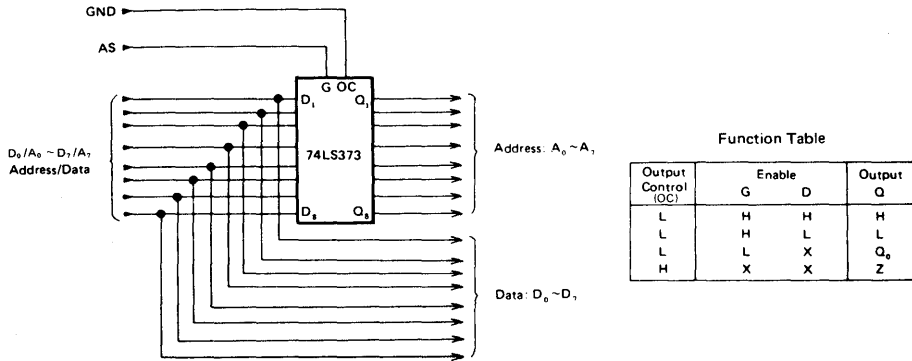 GND
AS
G OC
D₁ Q₁
74LS373
D₈ Q₈
D₀/A₀ ~ D₇/A₇
Address/Data
Address: A₀~A₇
Data: D₀~D₇
Function Table
Output Control (OC) Enable Output
G D Q
L H H H
L H L L
L L X Q₀
H X X Z